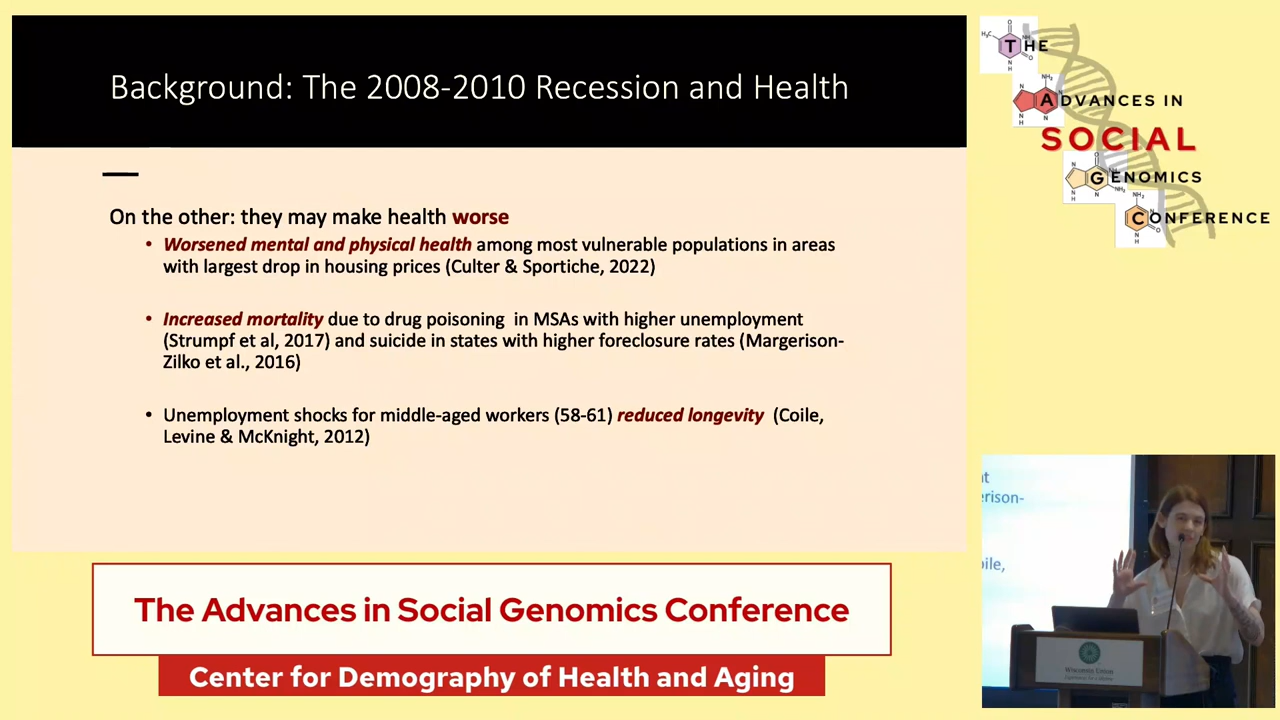 Background: The 2008-2010 Recession and Health
On the other: they may make health worse
• Worsened mental and physical health among most vulnerable populations in areas
with largest drop in housing prices (Culter & Sportiche, 2022)
• Increased mortality due to drug poisoning in MSAs with higher unemployment
(Strumpf et al, 2017) and suicide in states with higher foreclosure rates (Margerison-
Zilko et al., 2016)
• Unemployment shocks for middle-aged workers (58-61) reduced longevity (Coile,
Levine & McKnight, 2012)
THE
ADVANCES IN
SOCIAL
GENOMICS
CONFERENCE
The Advances in Social Genomics Conference
Center for Demography of Health and Aging
erison-
oile,
Wisconsin Union